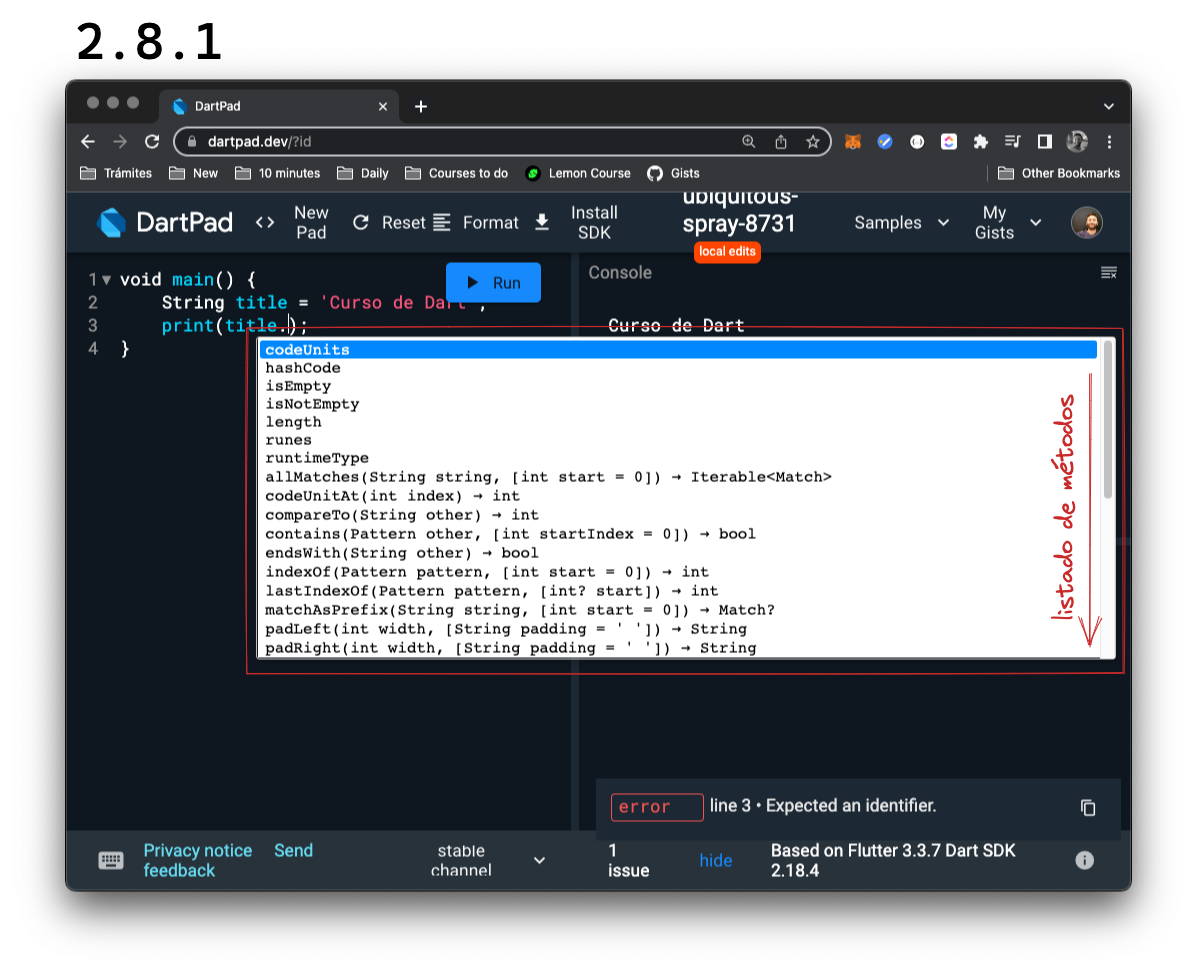 2.8.1
DartPad
dartpad.dev/?id
Trámites New 10 minutes Daily Courses to do Lemon Course Gists Other Bookmarks
DartPad <> New Pad Reset Format Install SDK ubiquitous-spray-8731 Samples My Gists
local edits
Run
Console
1 void main() {
2 String title = 'Curso de Dart';
3 print(title.);
4 }
Curso de Dart
codeUnits
hashCode
isEmpty
isNotEmpty
length
runes
runtimeType
allMatches(String string, [int start = 0]) → Iterable<Match>
codeUnitAt(int index) → int
compareTo(String other) → int
contains(Pattern other, [int startIndex = 0]) → bool
endsWith(String other) → bool
indexOf(Pattern pattern, [int start = 0]) → int
lastIndexOf(Pattern pattern, [int? start]) → int
matchAsPrefix(String string, [int start = 0]) → Match?
padLeft(int width, [String padding = ' ']) → String
padRight(int width, [String padding = ' ']) → String
listado de métodos
error line 3 • Expected an identifier.
Privacy notice
feedback
Send
stable
channel
1
issue
hide
Based on Flutter 3.3.7 Dart SDK
2.18.4